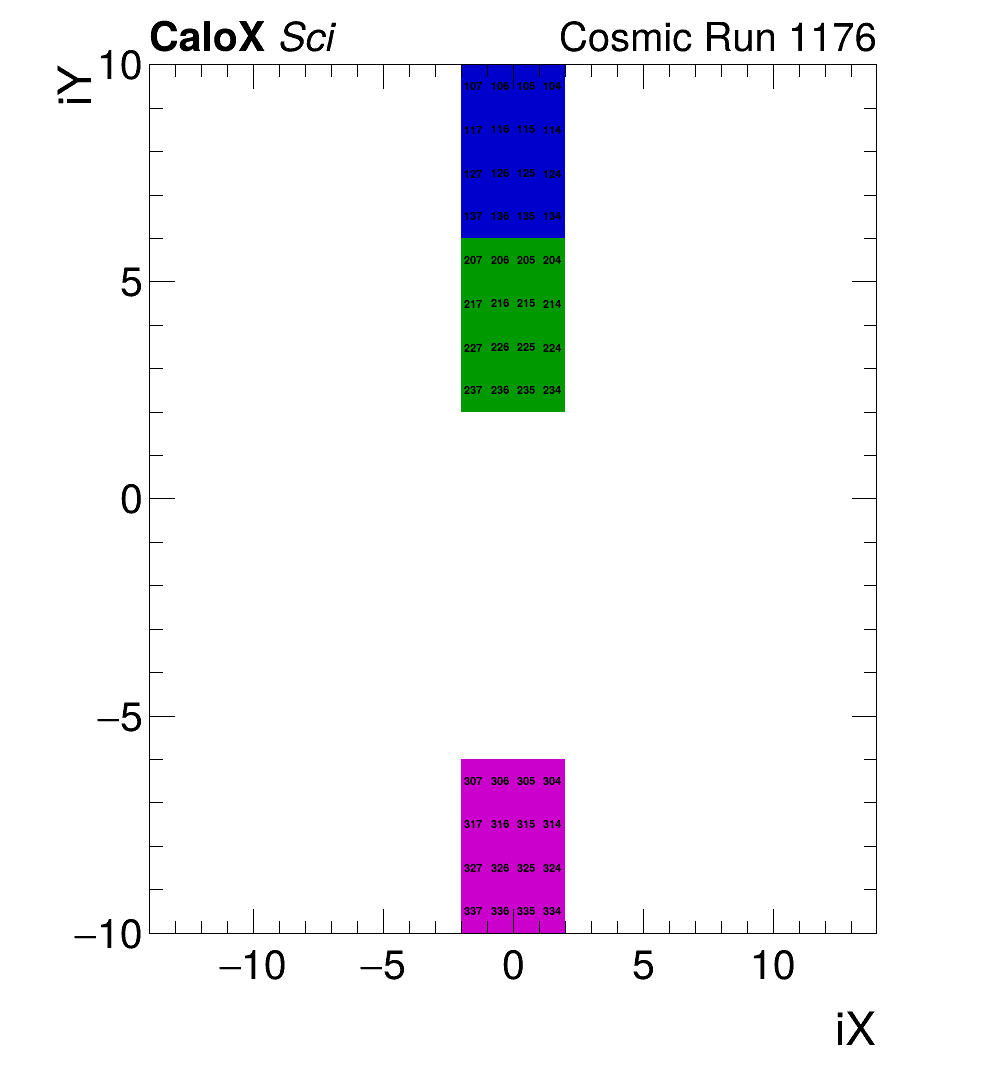 CaloX Sci Cosmic Run 1176
iY
10
107 106 105 104
117 116 115 114
127 126 125 124
137 136 135 134
207 206 205 204
5
217 216 215 214
227 226 225 224
237 236 235 234
0
−5
307 306 305 304
317 316 315 314
327 326 325 324
337 336 335 334
−10
−10 −5 0 5 10
iX